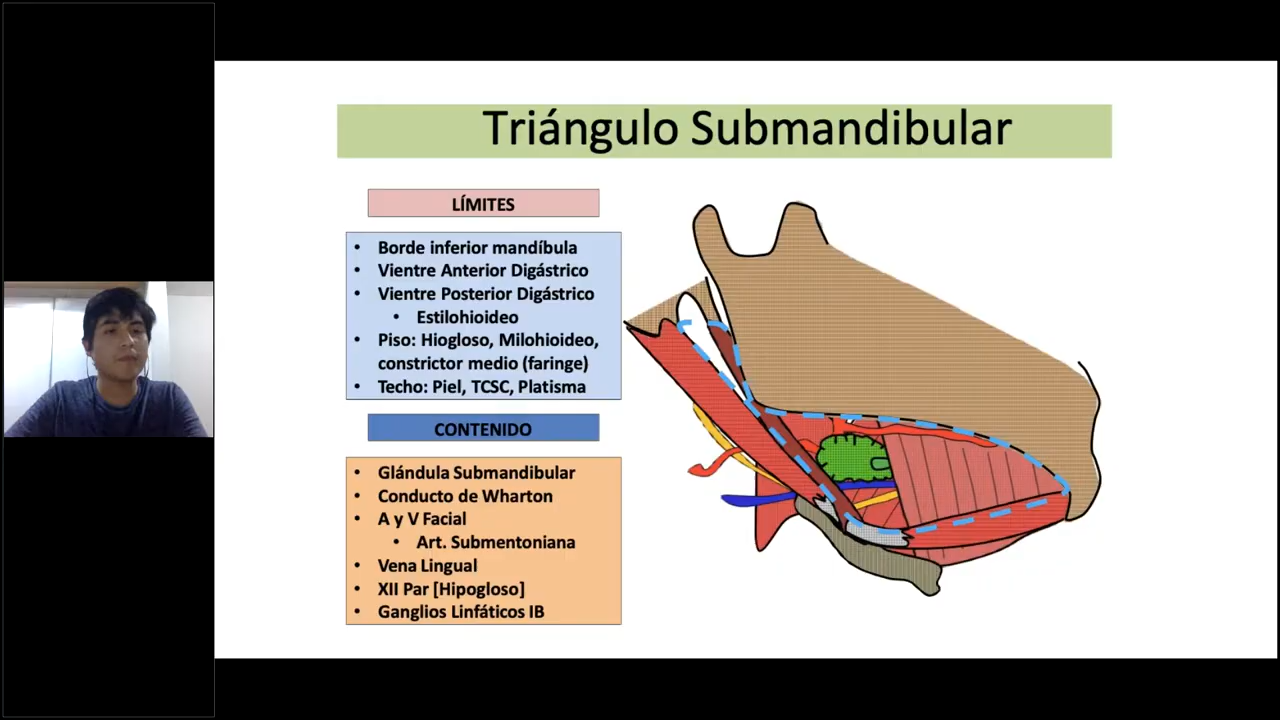 Triángulo Submandibular
LÍMITES
• Borde inferior mandíbula
• Vientre Anterior Digástrico
• Vientre Posterior Digástrico
• Estilohioideo
• Piso: Hiogloso, Milohioideo,
constrictor medio (faringe)
• Techo: Piel, TCSC, Platisma
CONTENIDO
• Glándula Submandibular
• Conducto de Wharton
• A y V Facial
• Art. Submentoniana
• Vena Lingual
• XII Par [Hipogloso]
• Ganglios Linfáticos IB